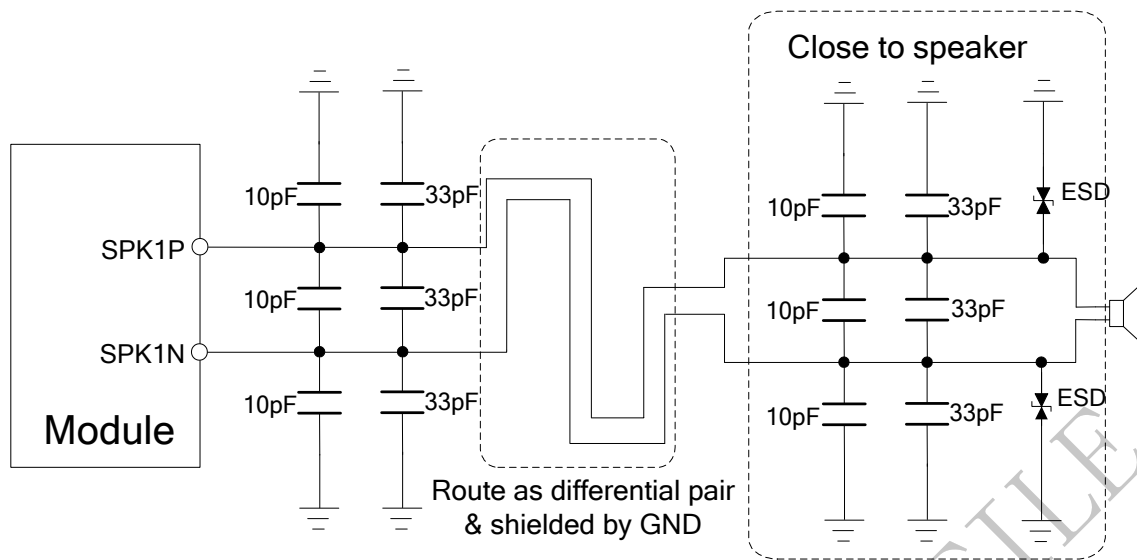 Close to speaker
10pF
33pF
10pF
33pF
ESD
SPK1P
10pF
33pF
10pF
33pF
SPK1N
10pF
33pF
10pF
33pF
ESD
Module
Route as differential pair
& shielded by GND